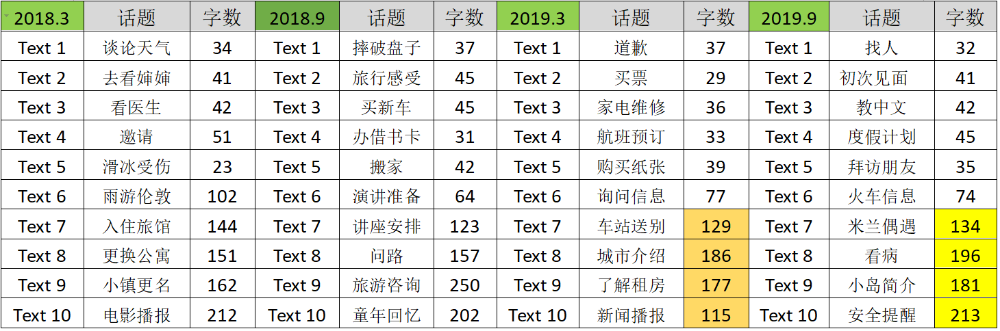 2018.3 话题 字数 2018.9 话题 字数 2019.3 话题 字数 2019.9 话题 字数
Text 1 谈论天气 34 Text 1 摔破盘子 37 Text 1 道歉 37 Text 1 找人 32
Text 2 去看婶婶 41 Text 2 旅行感受 45 Text 2 买票 29 Text 2 初次见面 41
Text 3 看医生 42 Text 3 买新车 45 Text 3 家电维修 36 Text 3 教中文 42
Text 4 邀请 51 Text 4 办借书卡 31 Text 4 航班预订 33 Text 4 度假计划 45
Text 5 滑冰受伤 23 Text 5 搬家 42 Text 5 购买纸张 39 Text 5 拜访朋友 35
Text 6 雨游伦敦 102 Text 6 演讲准备 64 Text 6 询问信息 77 Text 6 火车信息 74
Text 7 入住旅馆 144 Text 7 讲座安排 123 Text 7 车站送别 129 Text 7 米兰偶遇 134
Text 8 更换公寓 151 Text 8 问路 157 Text 8 城市介绍 186 Text 8 看病 196
Text 9 小镇更名 162 Text 9 旅游咨询 250 Text 9 了解租房 177 Text 9 小岛简介 181
Text 10 电影播报 212 Text 10 童年回忆 202 Text 10 新闻播报 115 Text 10 安全提醒 213